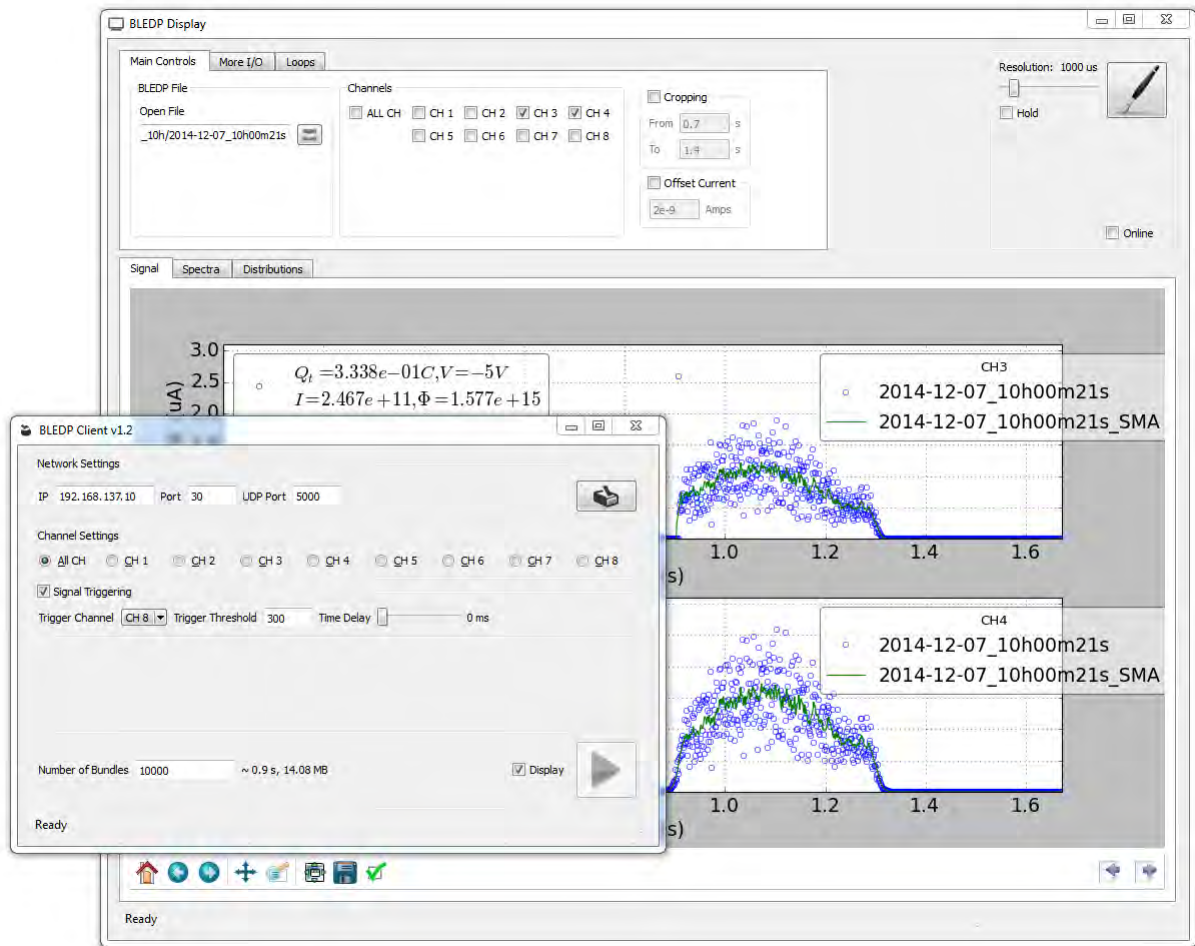 BLEDP Display
Main Controls More I/O Loops
BLEDP File
Open File
_10h/2014-12-07_10h00m21s
Channels
ALL CH CH 1 CH 2 CH 3 CH 4
CH 5 CH 6 CH 7 CH 8
Cropping
From 0.7 s
To 1.9 s
Offset Current
2e-9 Amps
Resolution: 1000 us
Hold
Online
Signal Spectra Distributions
3.0
2.5
2.0
(uA)
Q_t=3.338e−01C,V=−5V
I=2.467e+11,Φ=1.577e+15
CH3
2014-12-07_10h00m21s
2014-12-07_10h00m21s_SMA
1.0 1.2 1.4 1.6
s)
CH4
2014-12-07_10h00m21s
2014-12-07_10h00m21s_SMA
1.0 1.2 1.4 1.6
s)
Ready
BLEDP Client v1.2
Network Settings
IP 192.168.137.10 Port 30 UDP Port 5000
Channel Settings
All CH CH 1 CH 2 CH 3 CH 4 CH 5 CH 6 CH 7 CH 8
Signal Triggering
Trigger Channel CH 8 Trigger Threshold 300 Time Delay 0 ms
Number of Bundles 10000 ~ 0.9 s, 14.08 MB
Display
Ready